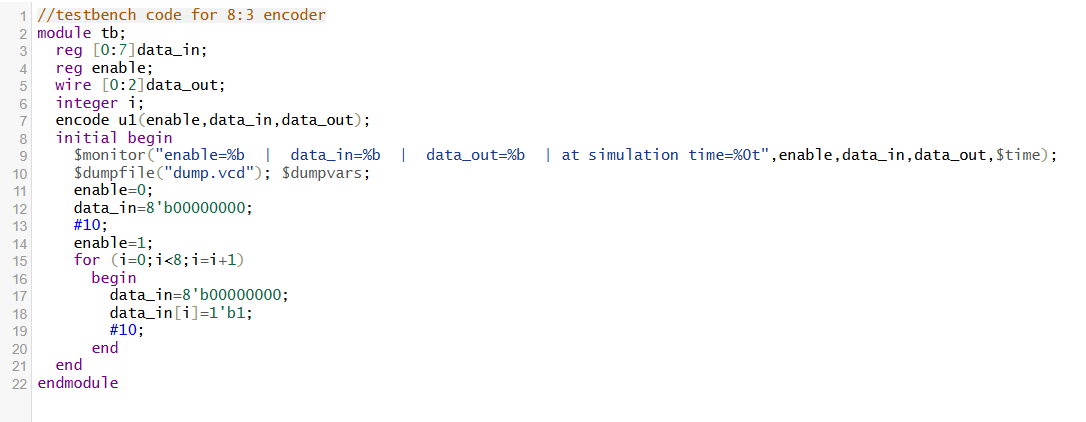 1 //testbench code for 8:3 encoder
2 module tb;
3   reg [0:7]data_in;
4   reg enable;
5   wire [0:2]data_out;
6   integer i;
7   encode u1(enable,data_in,data_out);
8   initial begin
9     $monitor("enable=%b  |  data_in=%b  |  data_out=%b  | at simulation time=%0t",enable,data_in,data_out,$time);
10     $dumpfile("dump.vcd"); $dumpvars;
11     enable=0;
12     data_in=8'b00000000;
13     #10;
14     enable=1;
15     for (i=0;i<8;i=i+1)
16       begin
17         data_in=8'b00000000;
18         data_in[i]=1'b1;
19         #10;
20       end
21   end
22 endmodule